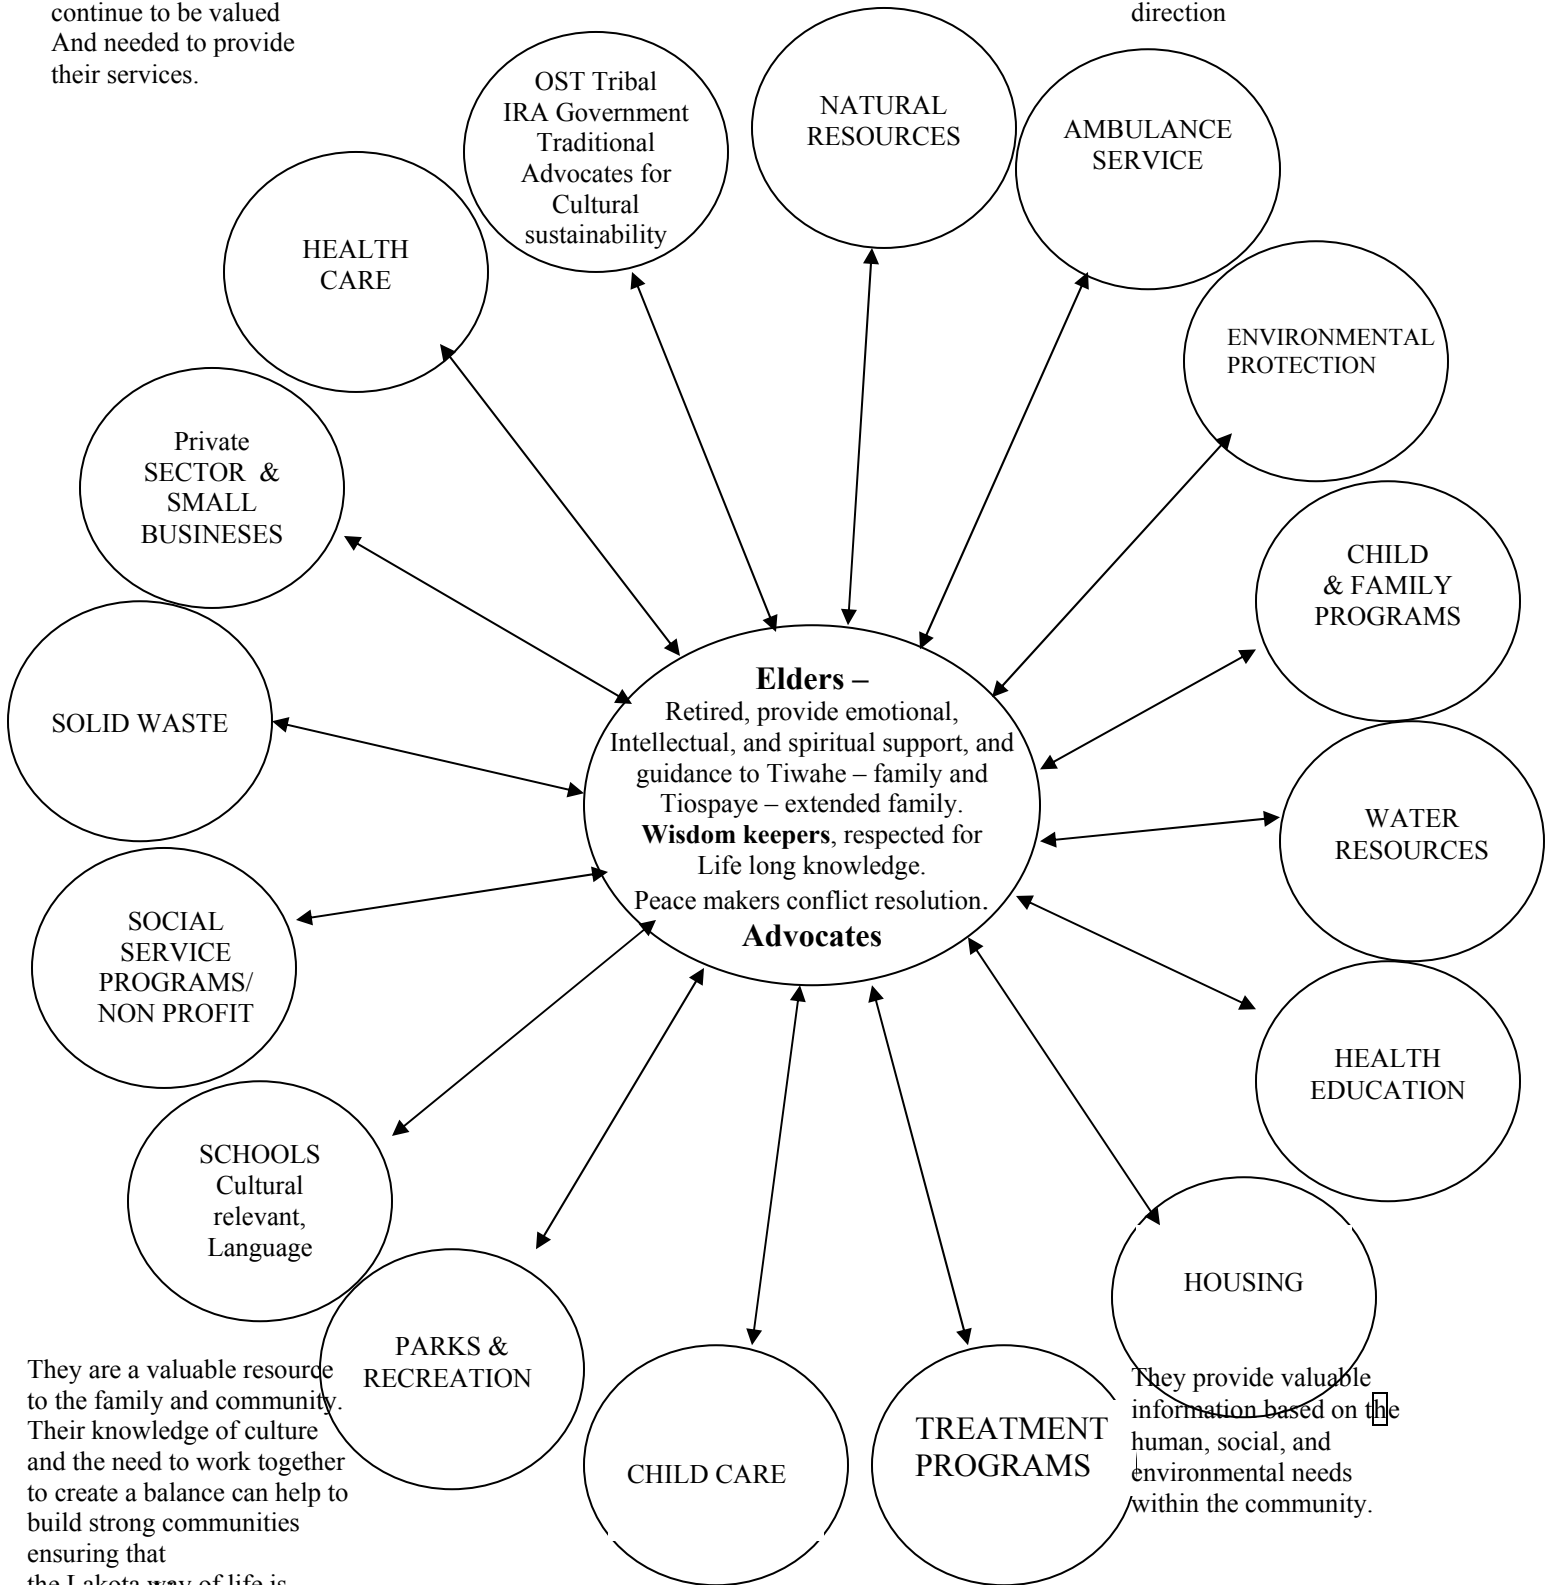 continue to be valued
And needed to provide
their services.
direction
OST Tribal
IRA Government
Traditional
Advocates for
Cultural
sustainability
NATURAL
RESOURCES
AMBULANCE
SERVICE
HEALTH
CARE
ENVIRONMENTAL
PROTECTION
Private
SECTOR &
SMALL
BUSINESES
CHILD
& FAMILY
PROGRAMS
SOLID WASTE
Elders –
Retired, provide emotional,
Intellectual, and spiritual support, and
guidance to Tiwahe – family and
Tiospaye – extended family.
Wisdom keepers, respected for
Life long knowledge.
Peace makers conflict resolution.
Advocates
WATER
RESOURCES
SOCIAL
SERVICE
PROGRAMS/
NON PROFIT
HEALTH
EDUCATION
SCHOOLS
Cultural
relevant,
Language
HOUSING
PARKS &
RECREATION
TREATMENT
PROGRAMS
CHILD CARE
They are a valuable resource
to the family and community.
Their knowledge of culture
and the need to work together
to create a balance can help to
build strong communities
ensuring that
the Lakota way of life is
They provide valuable
information based on the
human, social, and
environmental needs
within the community.